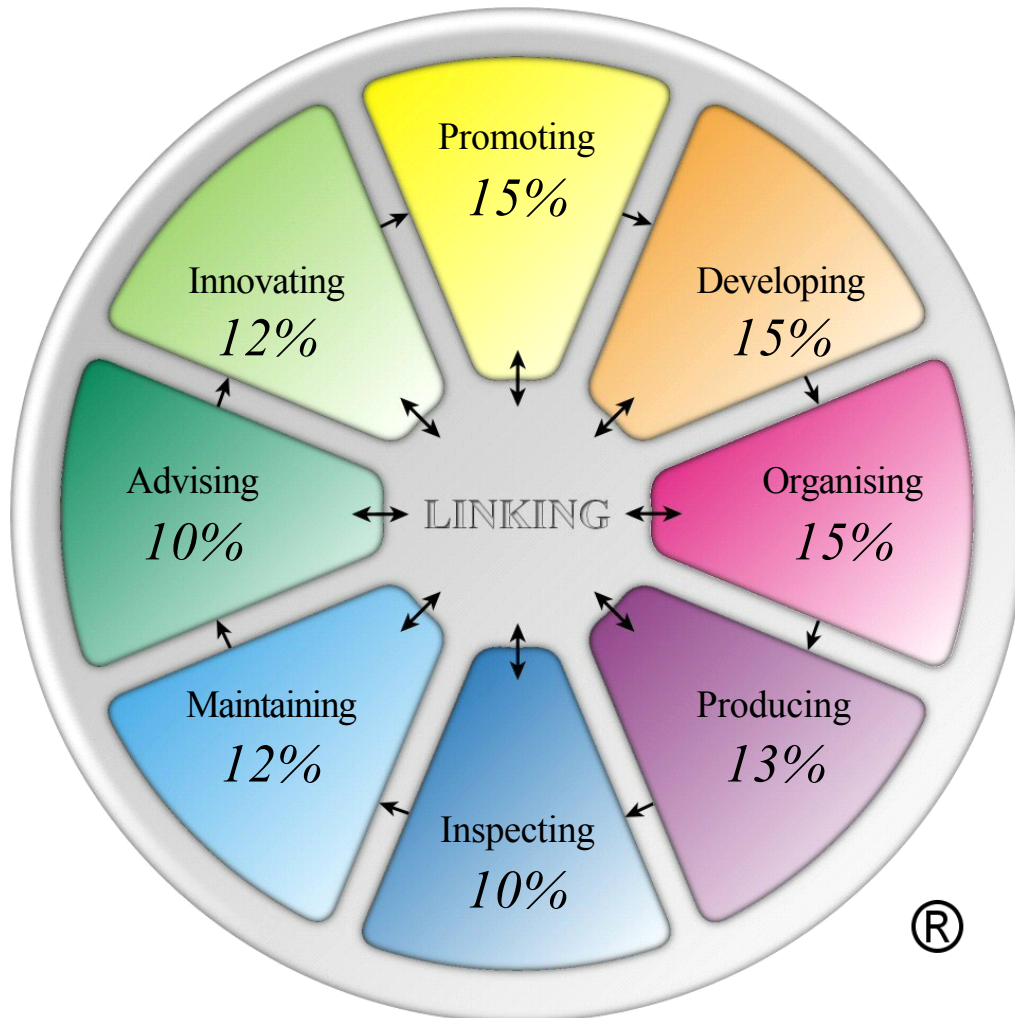 Promoting
15%
Developing
15%
Organising
15%
Producing
13%
Inspecting
10%
Maintaining
12%
Advising
10%
Innovating
12%
LINKING
®